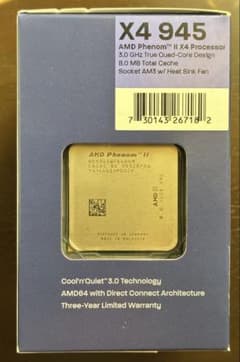 X4 945
AMD Phenom™ II X4 Processor
3.0 GHz True Quad-Core Design
8.0 MB Total Cache
Socket AM3 w/ Heat Sink Fan
7 30143 26718 2
AMD Phenom™ II
AMD
Cool'n'Quiet™ 3.0 Technology
AMD64 with Direct Connect Architecture
Three-Year Limited Warranty